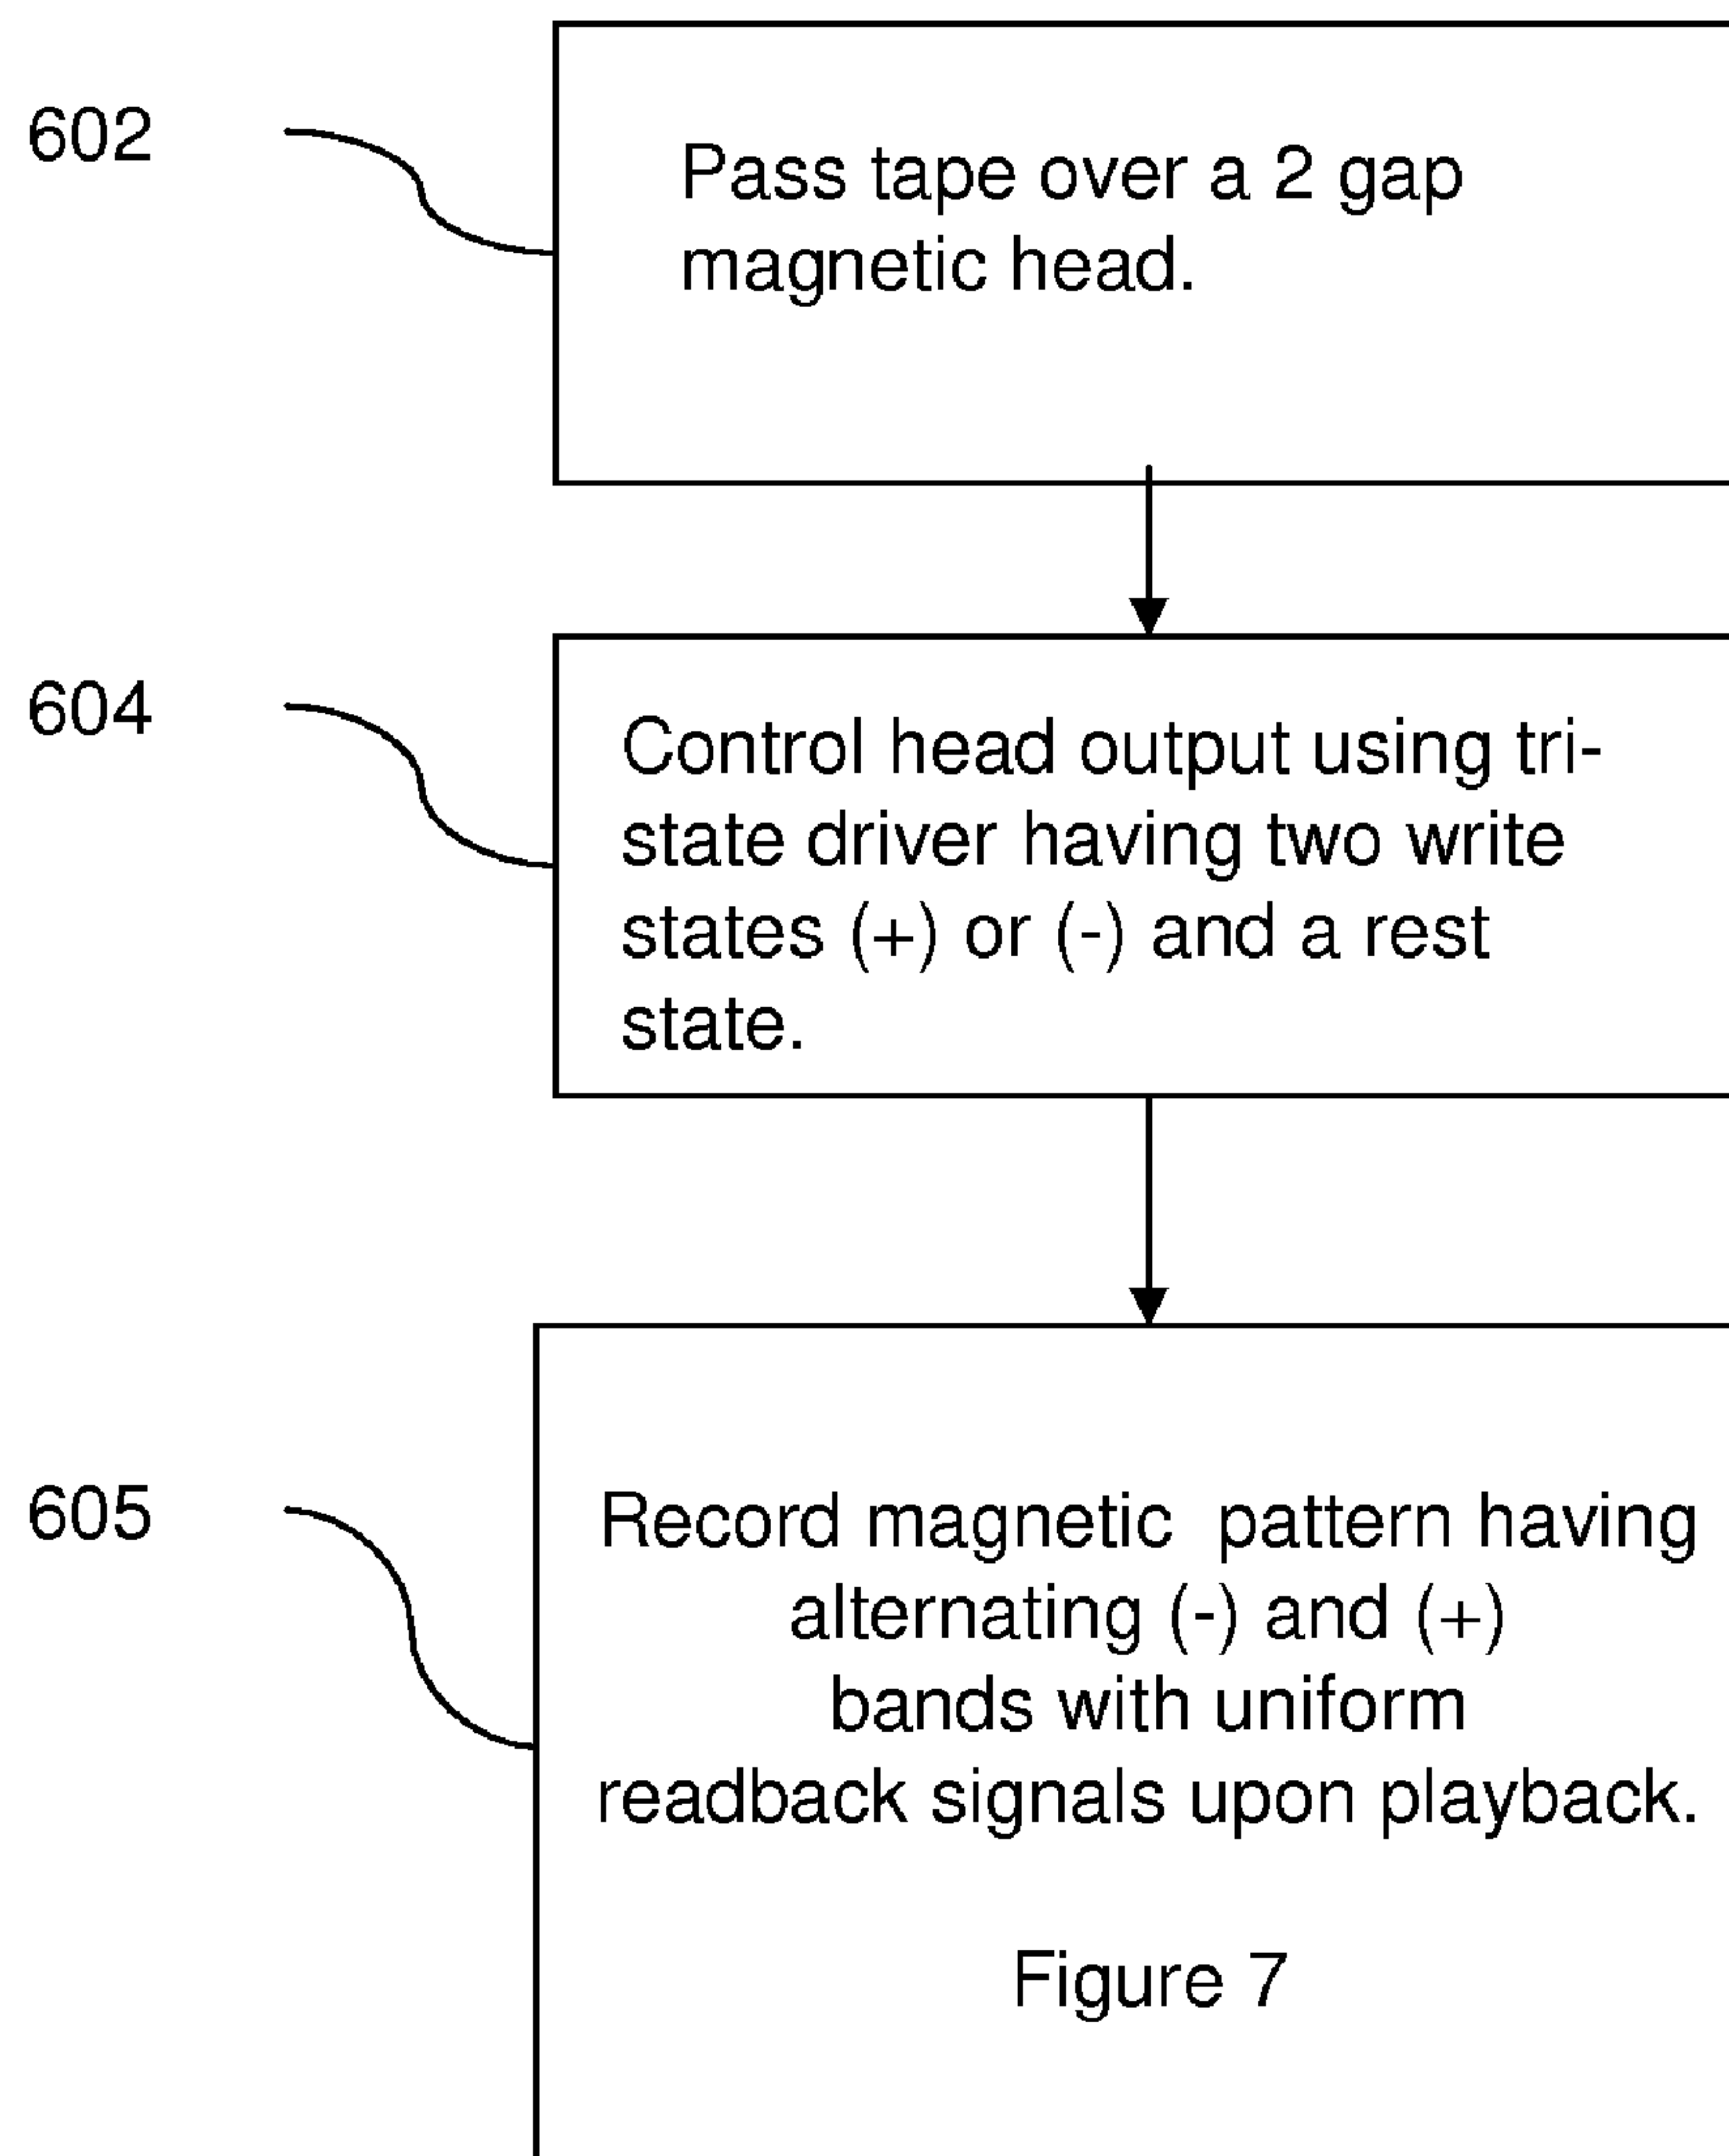 602
Pass tape over a 2 gap
magnetic head.
604
Control head output using tri-
state driver having two write
states (+) or (-) and a rest
state.
605
Record magnetic pattern having
alternating (-) and (+)
bands with uniform
readback signals upon playback.
Figure 7